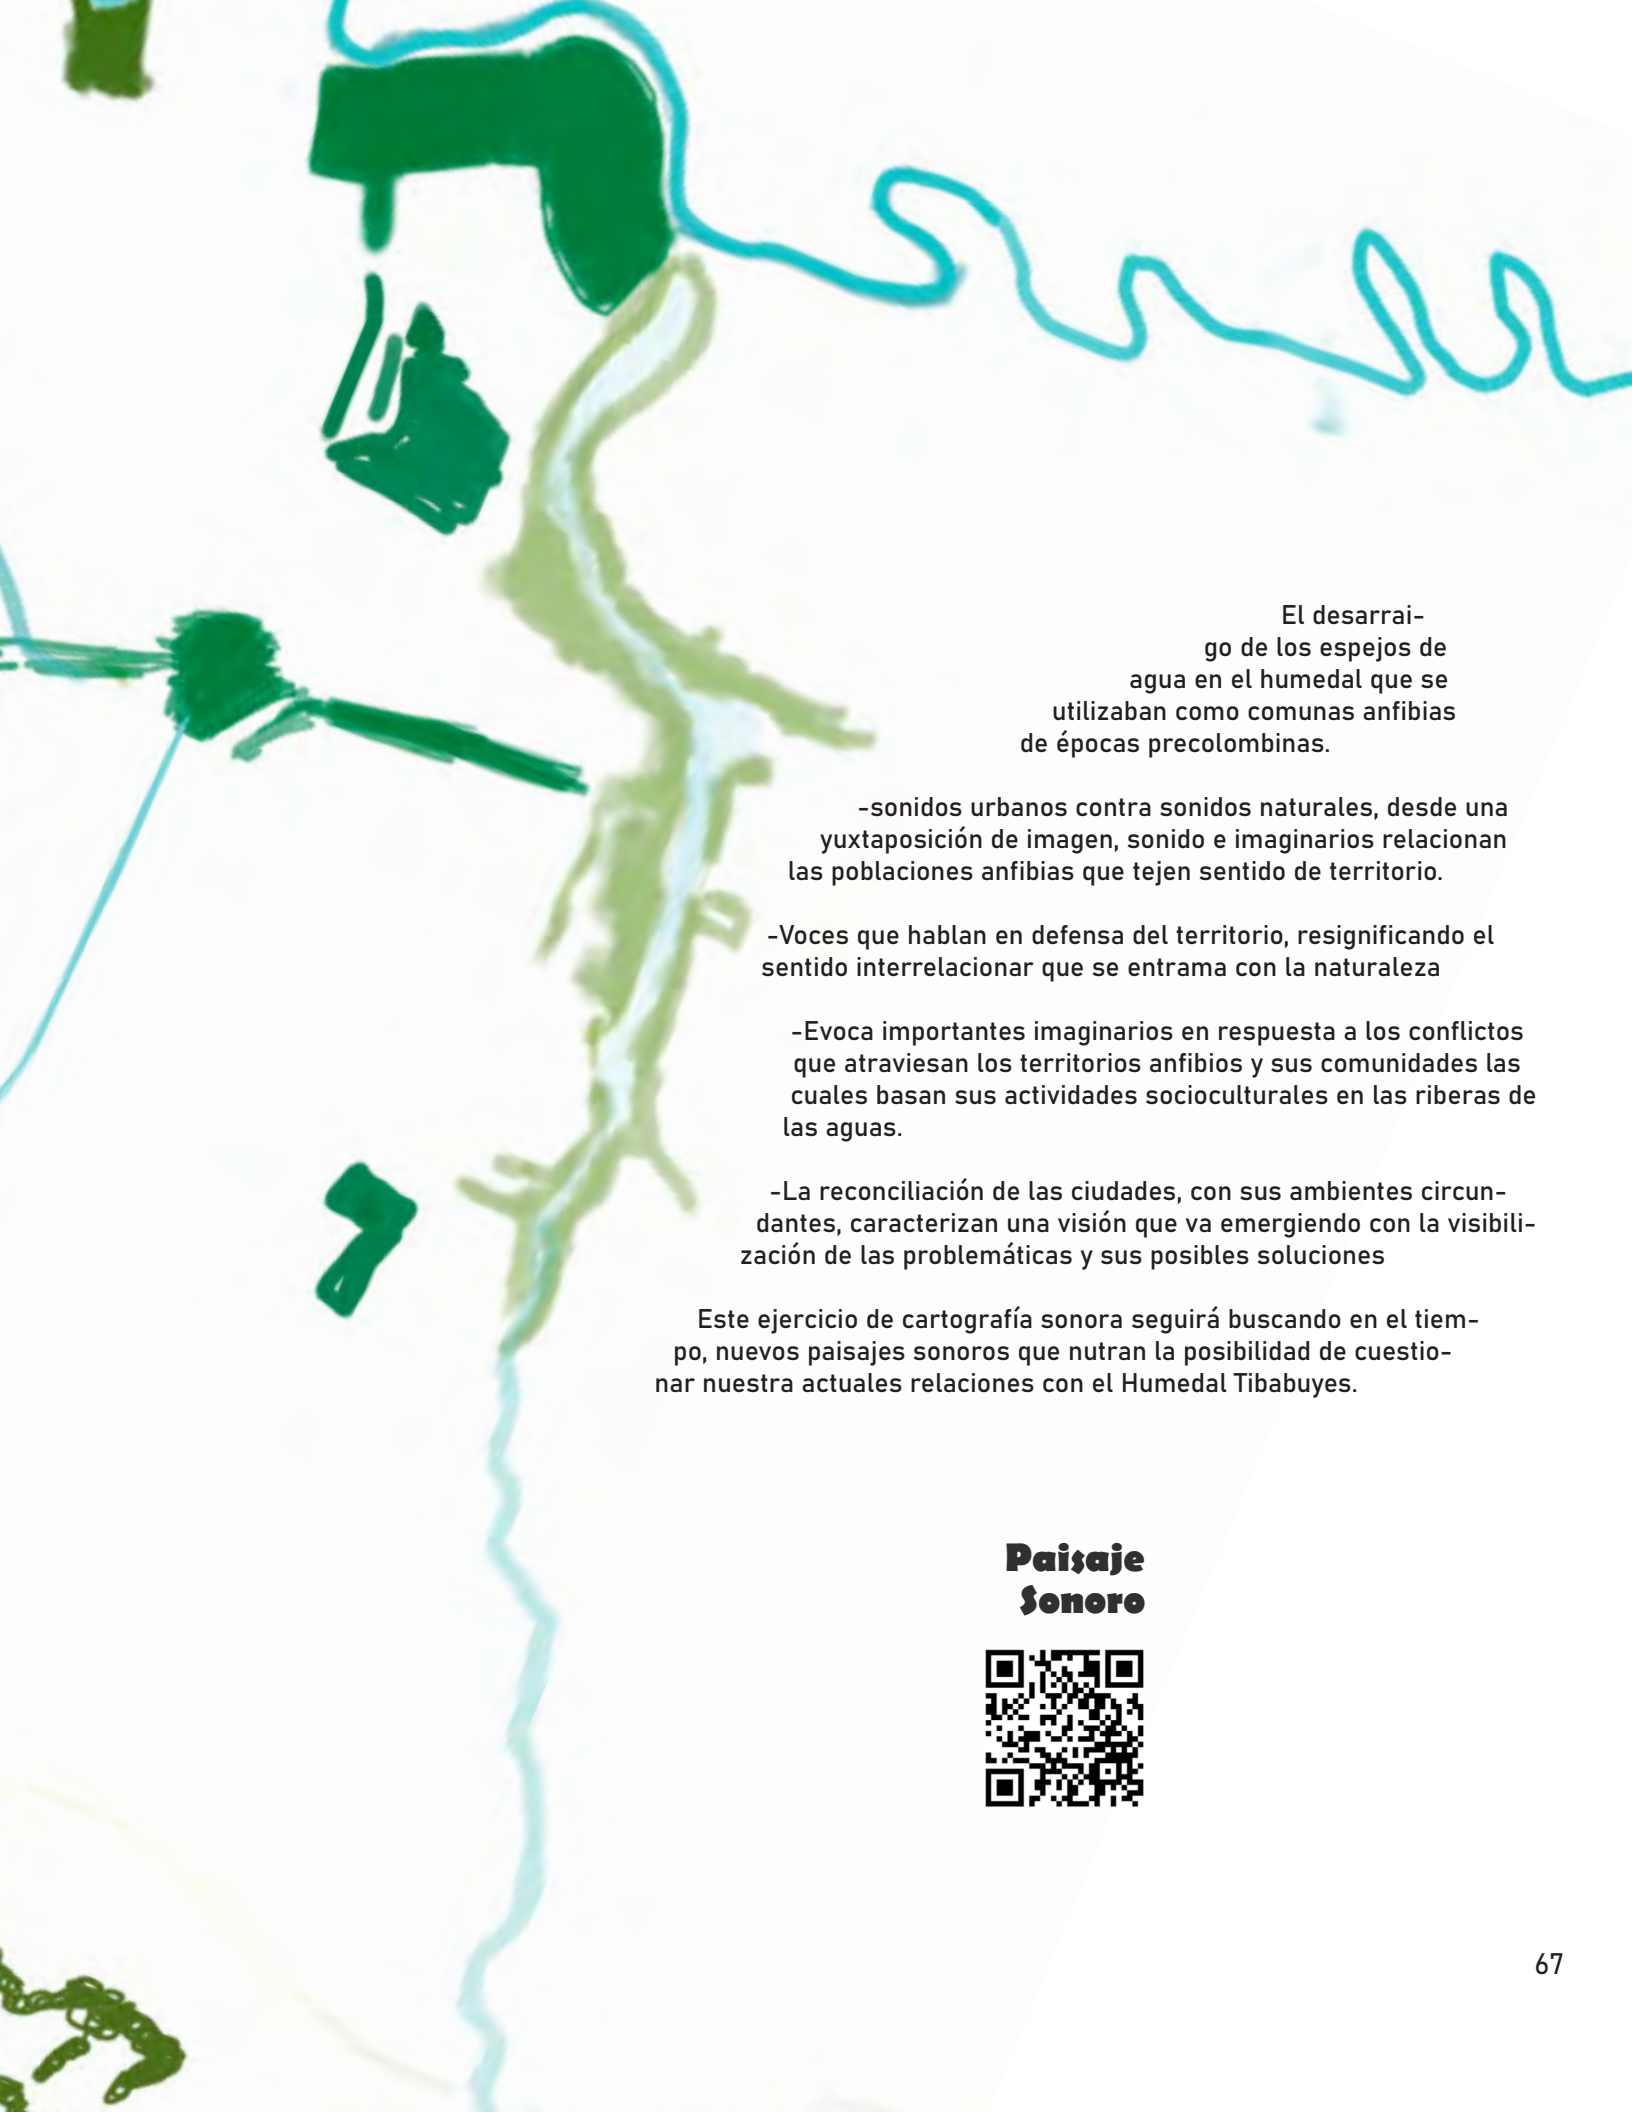 El desarrai-
go de los espejos de
agua en el humedal que se
utilizaban como comunas anfibias
de épocas precolombinas.
-sonidos urbanos contra sonidos naturales, desde una
yuxtaposición de imagen, sonido e imaginarios relacionan
las poblaciones anfibias que tejen sentido de territorio.
-Voces que hablan en defensa del territorio, resignificando el
sentido interrelacionar que se entrama con la naturaleza
-Evoca importantes imaginarios en respuesta a los conflictos
que atraviesan los territorios anfibios y sus comunidades las
cuales basan sus actividades socioculturales en las riberas de
las aguas.
-La reconciliación de las ciudades, con sus ambientes circun-
dantes, caracterizan una visión que va emergiendo con la visibili-
zación de las problemáticas y sus posibles soluciones
Este ejercicio de cartografía sonora seguirá buscando en el tiem-
po, nuevos paisajes sonoros que nutran la posibilidad de cuestio-
nar nuestra actuales relaciones con el Humedal Tibabuyes.
Paisaje
Sonoro
67